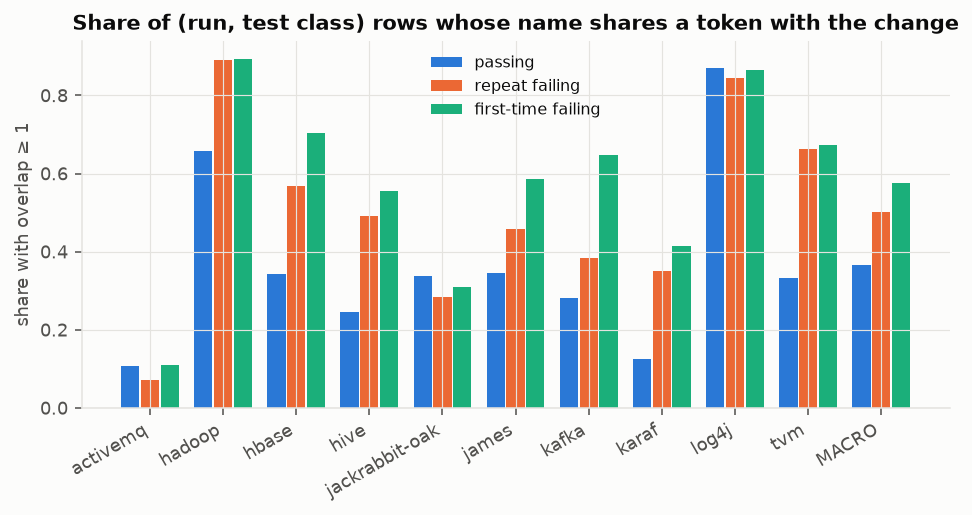 Share of (run, test class) rows whose name shares a token with the change
passing
repeat failing
first-time failing
share with overlap ≥ 1
0.8
0.6
0.4
0.2
0.0
activemq
hadoop
hbase
hive
jackrabbit-oak
james
kafka
karaf
log4j
tvm
MACRO